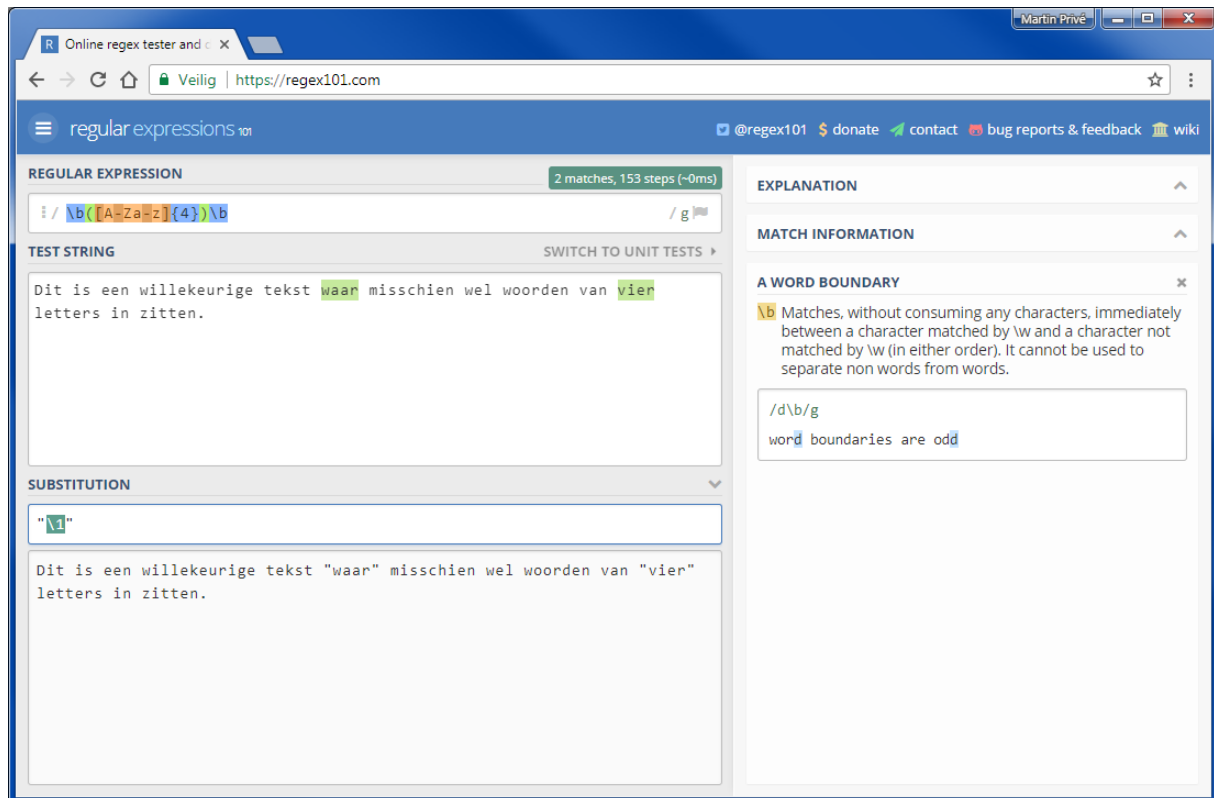 Martin Privé
R Online regex tester and c
Veilig | https://regex101.com
regular expressions 101
@regex101 $ donate contact bug reports & feedback wiki
REGULAR EXPRESSION
2 matches, 153 steps (~0ms)
/ \b([A-Za-z]{4})\b / g
TEST STRING
SWITCH TO UNIT TESTS
Dit is een willekeurige tekst waar misschien wel woorden van vier
letters in zitten.
SUBSTITUTION
"\1"
Dit is een willekeurige tekst "waar" misschien wel woorden van "vier"
letters in zitten.
EXPLANATION
MATCH INFORMATION
A WORD BOUNDARY
\b Matches, without consuming any characters, immediately
between a character matched by \w and a character not
matched by \w (in either order). It cannot be used to
separate non words from words.
/d\b/g
word boundaries are odd